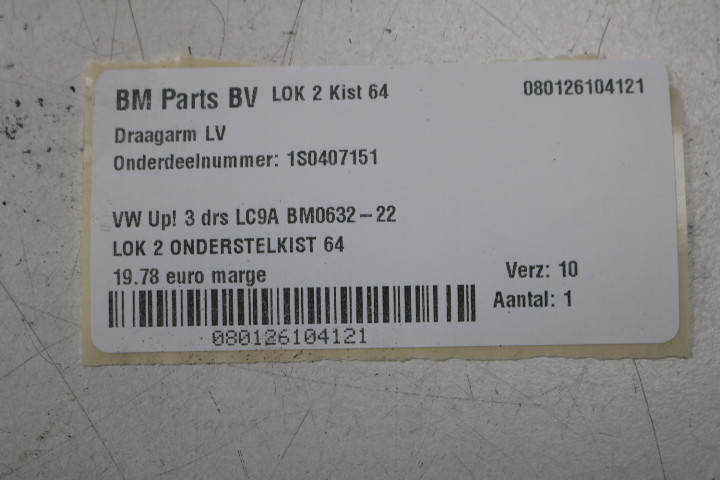 BM Parts BV LOK 2 Kist 64 080126104121
Draagarm LV
Onderdeelnummer: 1S0407151
VW Up! 3 drs LC9A BM0632-22
LOK 2 ONDERSTELKIST 64
19.78 euro marge Verz: 10
Aantal: 1
080126104121